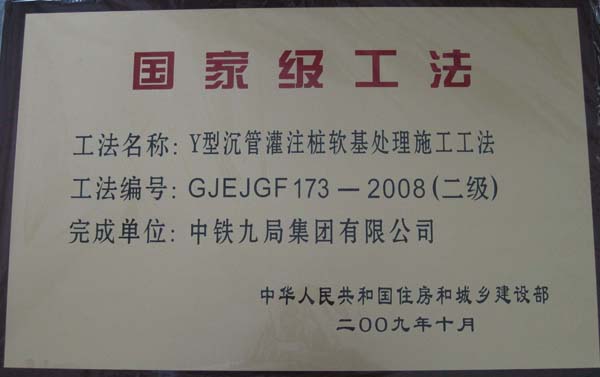 国家级工法
工法名称: Y型沉管灌注桩软基处理施工工法
工法编号: GJEJGF173—2008(二级)
完成单位: 中铁九局集团有限公司
中华人民共和国住房和城乡建设部
二OO九年十月